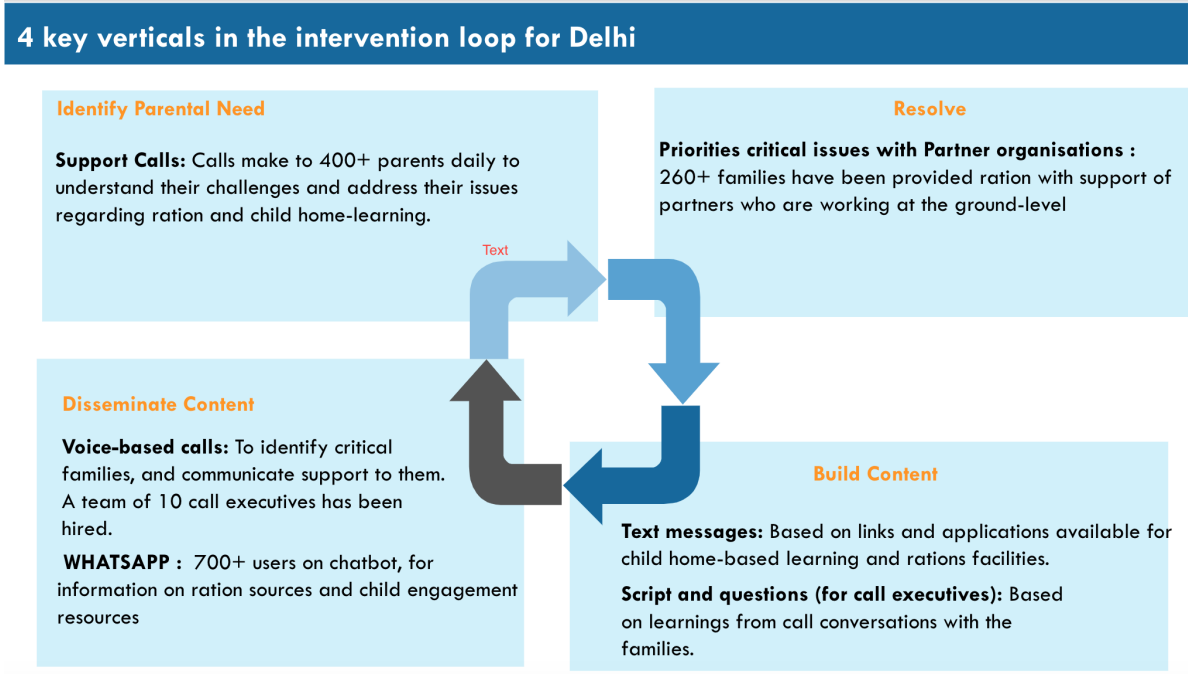 4 key verticals in the intervention loop for Delhi
Identify Parental Need
Support Calls: Calls make to 400+ parents daily to
understand their challenges and address their issues
regarding ration and child home-learning.
Text
Resolve
Priorities critical issues with Partner organisations :
260+ families have been provided ration with support of
partners who are working at the ground-level
Disseminate Content
Voice-based calls: To identify critical
families, and communicate support to them.
A team of 10 call executives has been
hired.
WHATSAPP : 700+ users on chatbot, for
information on ration sources and child engagement
resources
Build Content
Text messages: Based on links and applications available for
child home-based learning and rations facilities.
Script and questions (for call executives): Based
on learnings from call conversations with the
families.